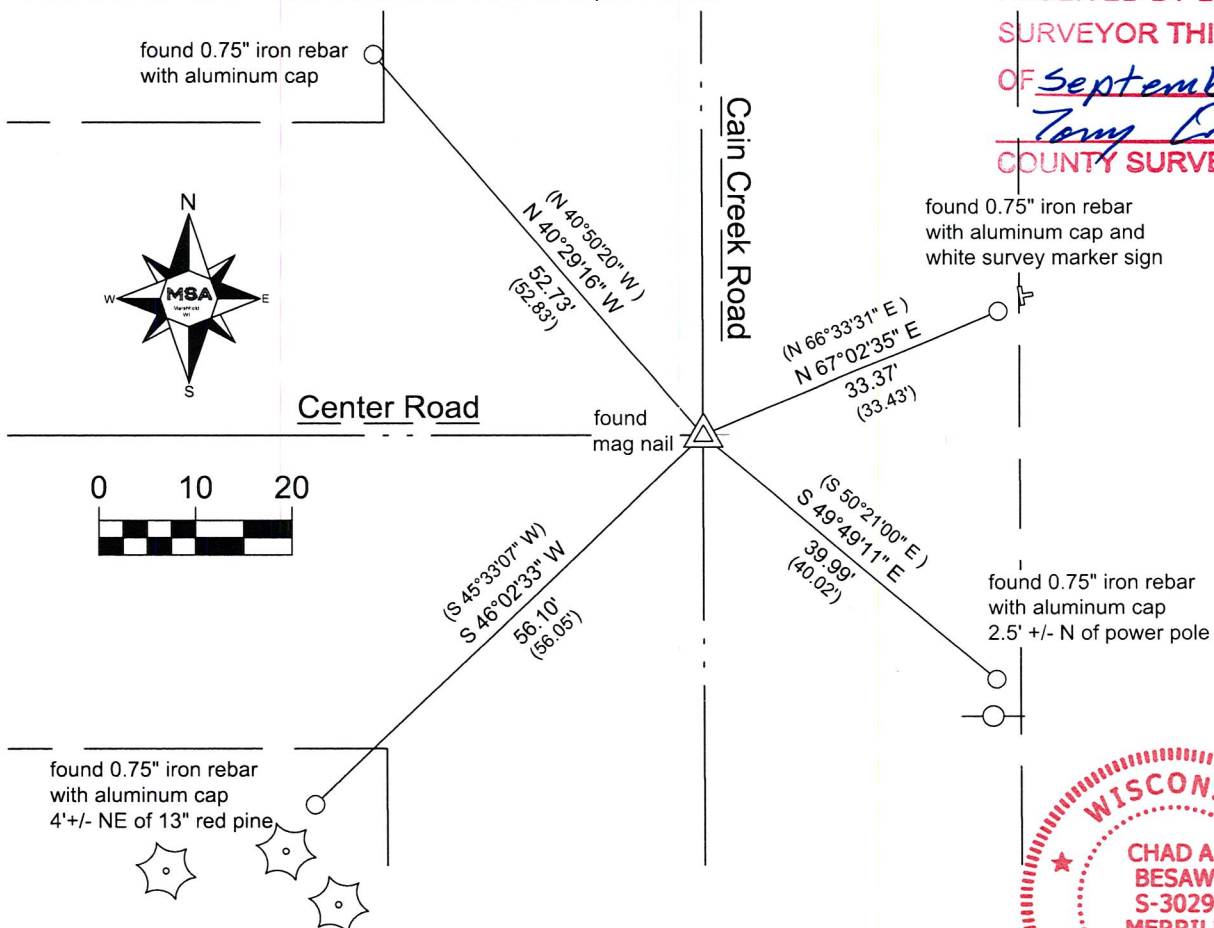 SURVEYOR THI
OF Septemb
Tony
COUNTY SURVE
found 0.75" iron rebar
with aluminum cap
Cain Creek Road
found 0.75" iron rebar
with aluminum cap and
white survey marker sign
N
W
MSA
Marshfield
WI
E
S
(N 40°50'20" W )
N 40°29'16" W
52.73'
(52.83')
(N 66°33'31" E )
N 67°02'35" E
33.37'
(33.43')
Center Road
found
mag nail
0 10 20
(S 45°33'07" W)
S 46°02'33" W
56.10'
(56.05')
(S 50°21'00" E )
S 49°49'11" E
39.99'
(40.02')
found 0.75" iron rebar
with aluminum cap
2.5' +/- N of power pole
found 0.75" iron rebar
with aluminum cap
4'+/- NE of 13" red pine
WISCON
CHAD A
BESAW
S-3029